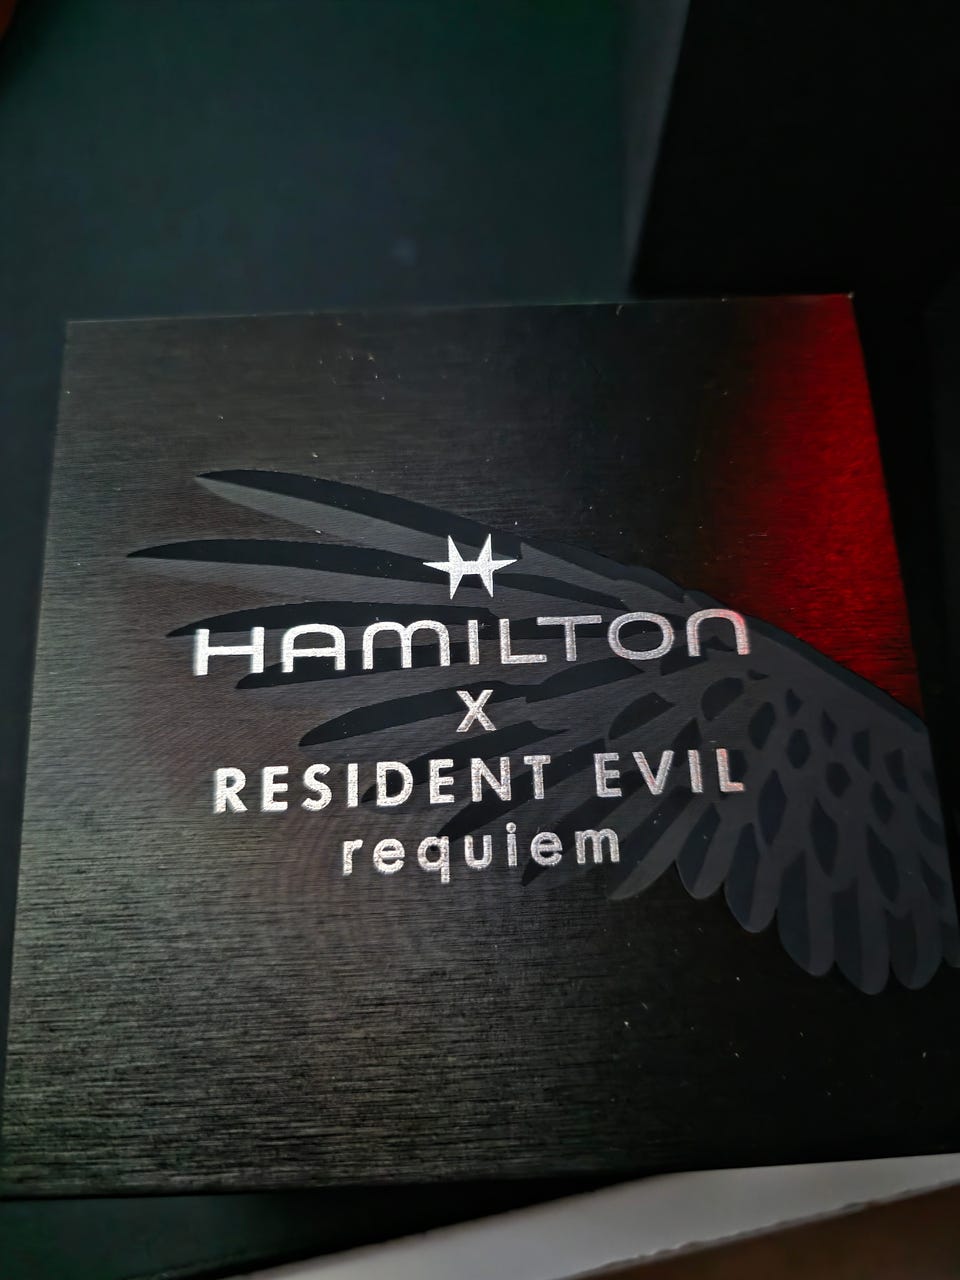 HAMILTON
X
RESIDENT EVIL
requiem